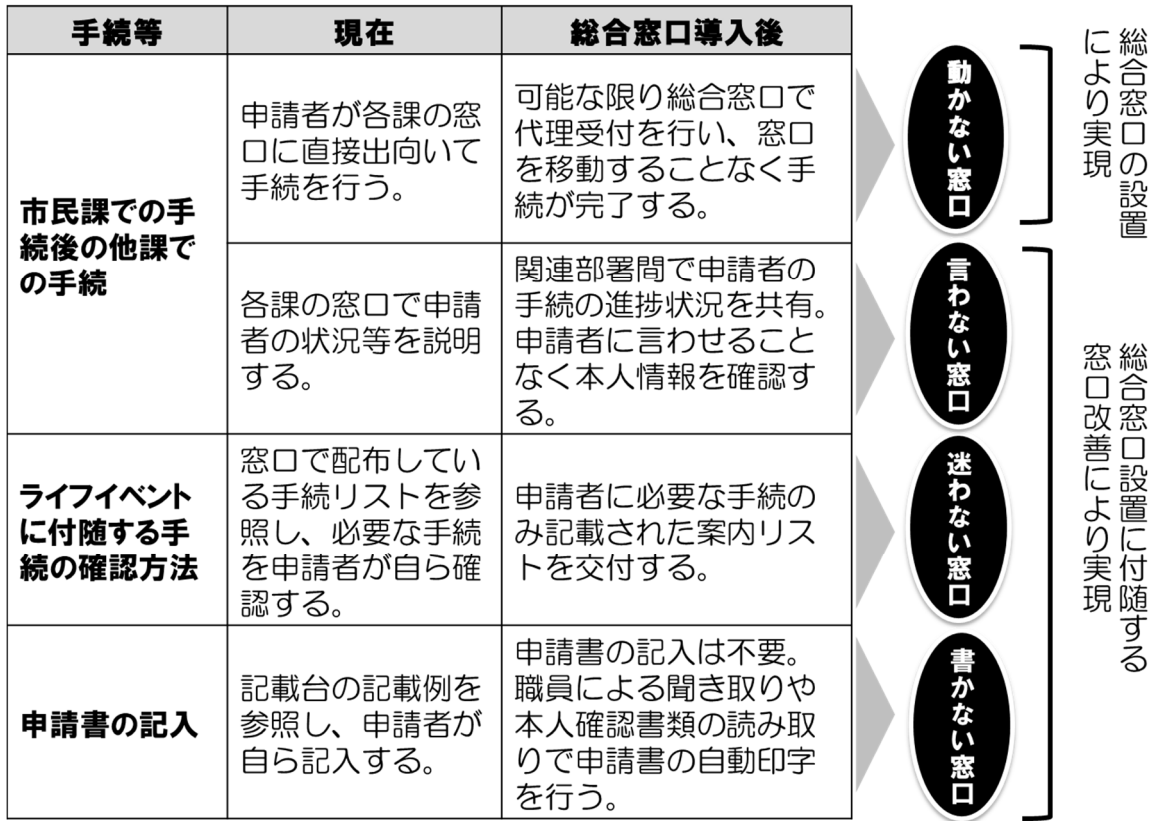 手続等
現在
総合窓口導入後
市民課での手
続後の他課で
の手続
申請者が各課の窓
口に直接出向いて
手続を行う。
可能な限り総合窓口で
代理受付を行い、窓口
を移動することなく手
続が完了する。
動かない窓口
各課の窓口で申請
者の状況等を説明
する。
関連部署間で申請者の
手続の進捗状況を共有。
申請者に言わせること
なく本人情報を確認す
る。
言わない窓口
ライフイベント
に付随する手
続の確認方法
窓口で配布してい
る手続リストを参
照し、必要な手続
を申請者が自ら確
認する。
申請者に必要な手続の
み記載された案内リス
トを交付する。
迷わない窓口
申請書の記入
記載台の記載例を
参照し、申請者が
自ら記入する。
申請書の記入は不要。
職員による聞き取りや
本人確認書類の読み取
りで申請書の自動印字
を行う。
書かない窓口
総合窓口の設置
により実現
総合窓口設置に付随する
窓口改善により実現